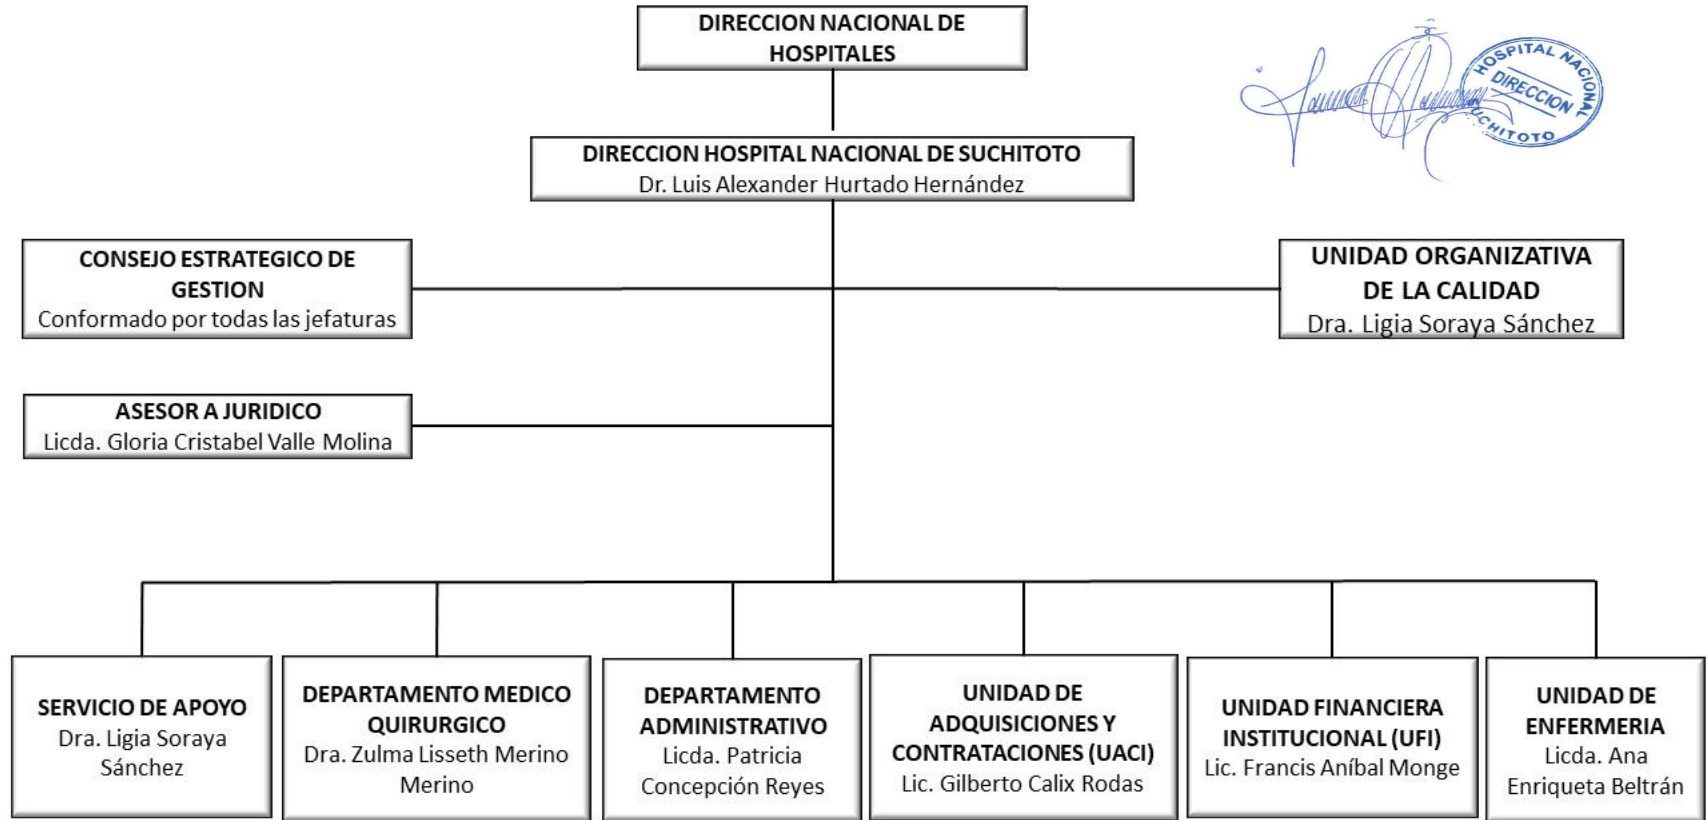 DIRECCION NACIONAL DE
HOSPITALES
HOSPITAL NACIONAL
DIRECCION
SUCHITOTO
DIRECCION HOSPITAL NACIONAL DE SUCHITOTO
Dr. Luis Alexander Hurtado Hernández
CONSEJO ESTRATEGICO DE
GESTION
Conformado por todas las jefaturas
UNIDAD ORGANIZATIVA
DE LA CALIDAD
Dra. Ligia Soraya Sánchez
ASESOR A JURIDICO
Licda. Gloria Cristabel Valle Molina
SERVICIO DE APOYO
Dra. Ligia Soraya
Sánchez
DEPARTAMENTO MEDICO
QUIRURGICO
Dra. Zulma Lisseth Merino
Merino
DEPARTAMENTO
ADMINISTRATIVO
Licda. Patricia
Concepción Reyes
UNIDAD DE
ADQUISICIONES Y
CONTRATACIONES (UACI)
Lic. Gilberto Calix Rodas
UNIDAD FINANCIERA
INSTITUCIONAL (UFI)
Lic. Francis Aníbal Monge
UNIDAD DE
ENFERMERIA
Licda. Ana
Enriqueta Beltrán